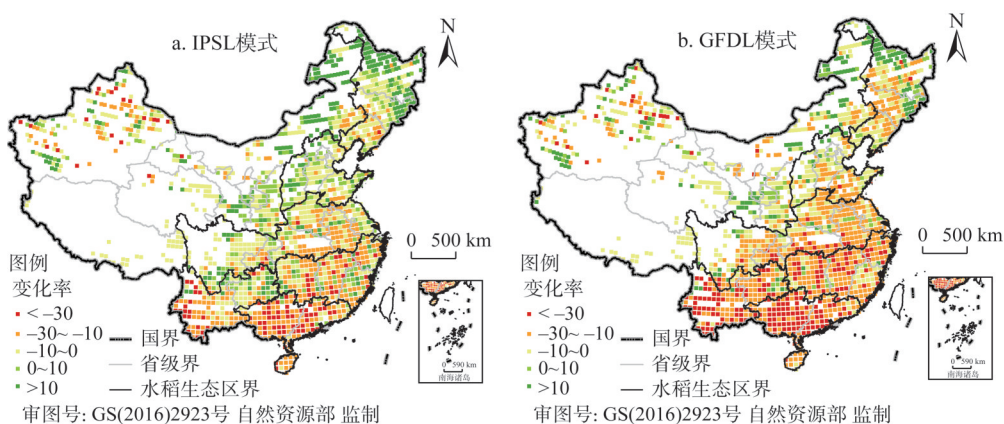 a. IPSL模式
N
0 500 km
图例
变化率
< –30
–30~ –10
–10~0
0~10
>10
国界
省级界
水稻生态区界
0 590 km
南海诸岛
审图号: GS(2016)2923号 自然资源部 监制
b. GFDL模式
N
0 500 km
图例
变化率
< –30
–30~ –10
–10~0
0~10
>10
国界
省级界
水稻生态区界
0 590 km
南海诸岛
审图号: GS(2016)2923号 自然资源部 监制